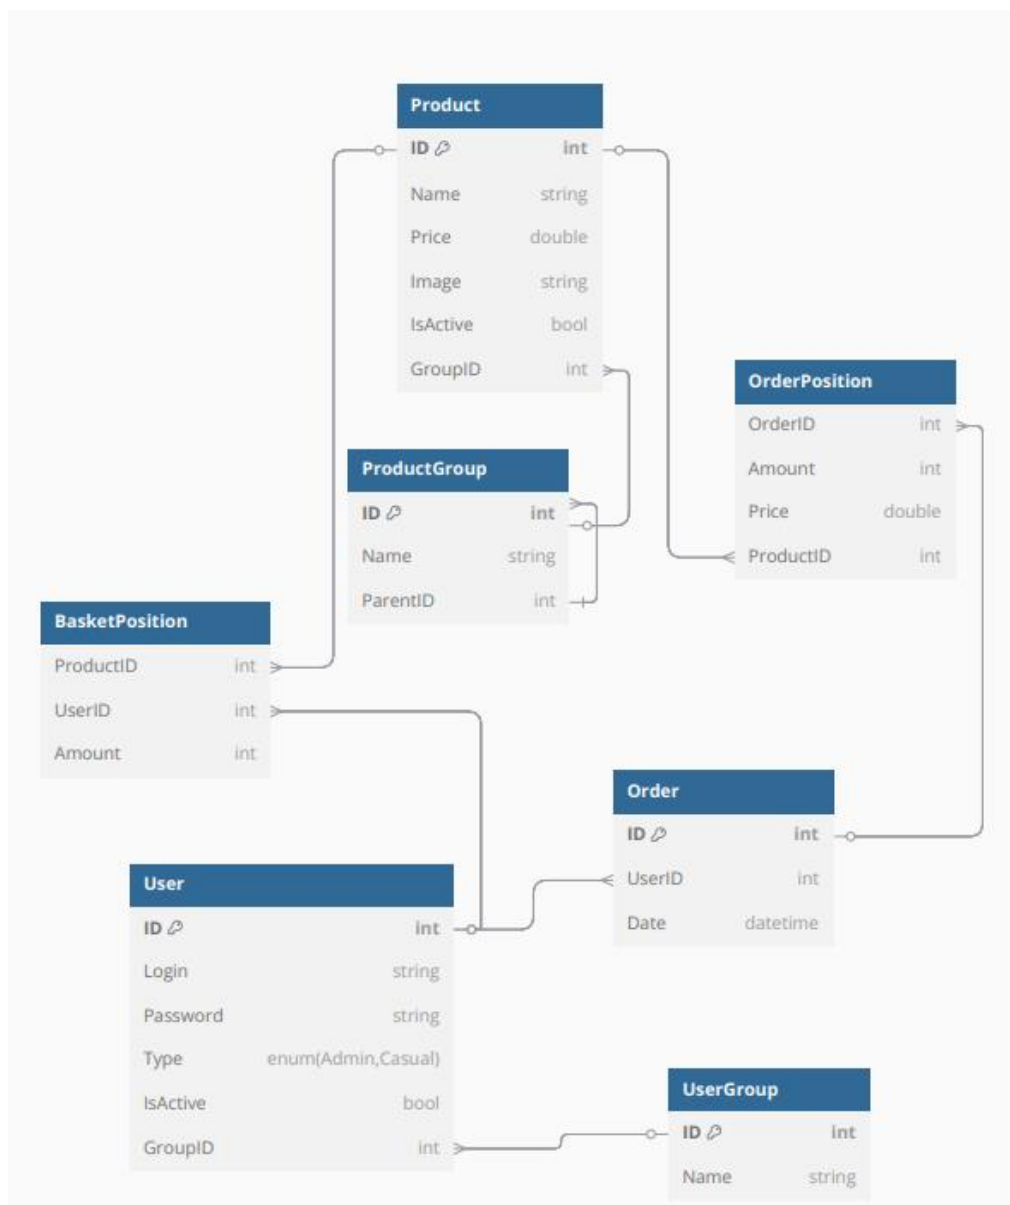 Product
ID int
Name string
Price double
Image string
IsActive bool
GroupID int
OrderPosition
OrderID int
Amount int
Price double
ProductID int
ProductGroup
ID int
Name string
ParentID int
BasketPosition
ProductID int
UserID int
Amount int
Order
ID int
UserID int
Date datetime
User
ID int
Login string
Password string
Type enum(Admin,Casual)
IsActive bool
GroupID int
UserGroup
ID int
Name string